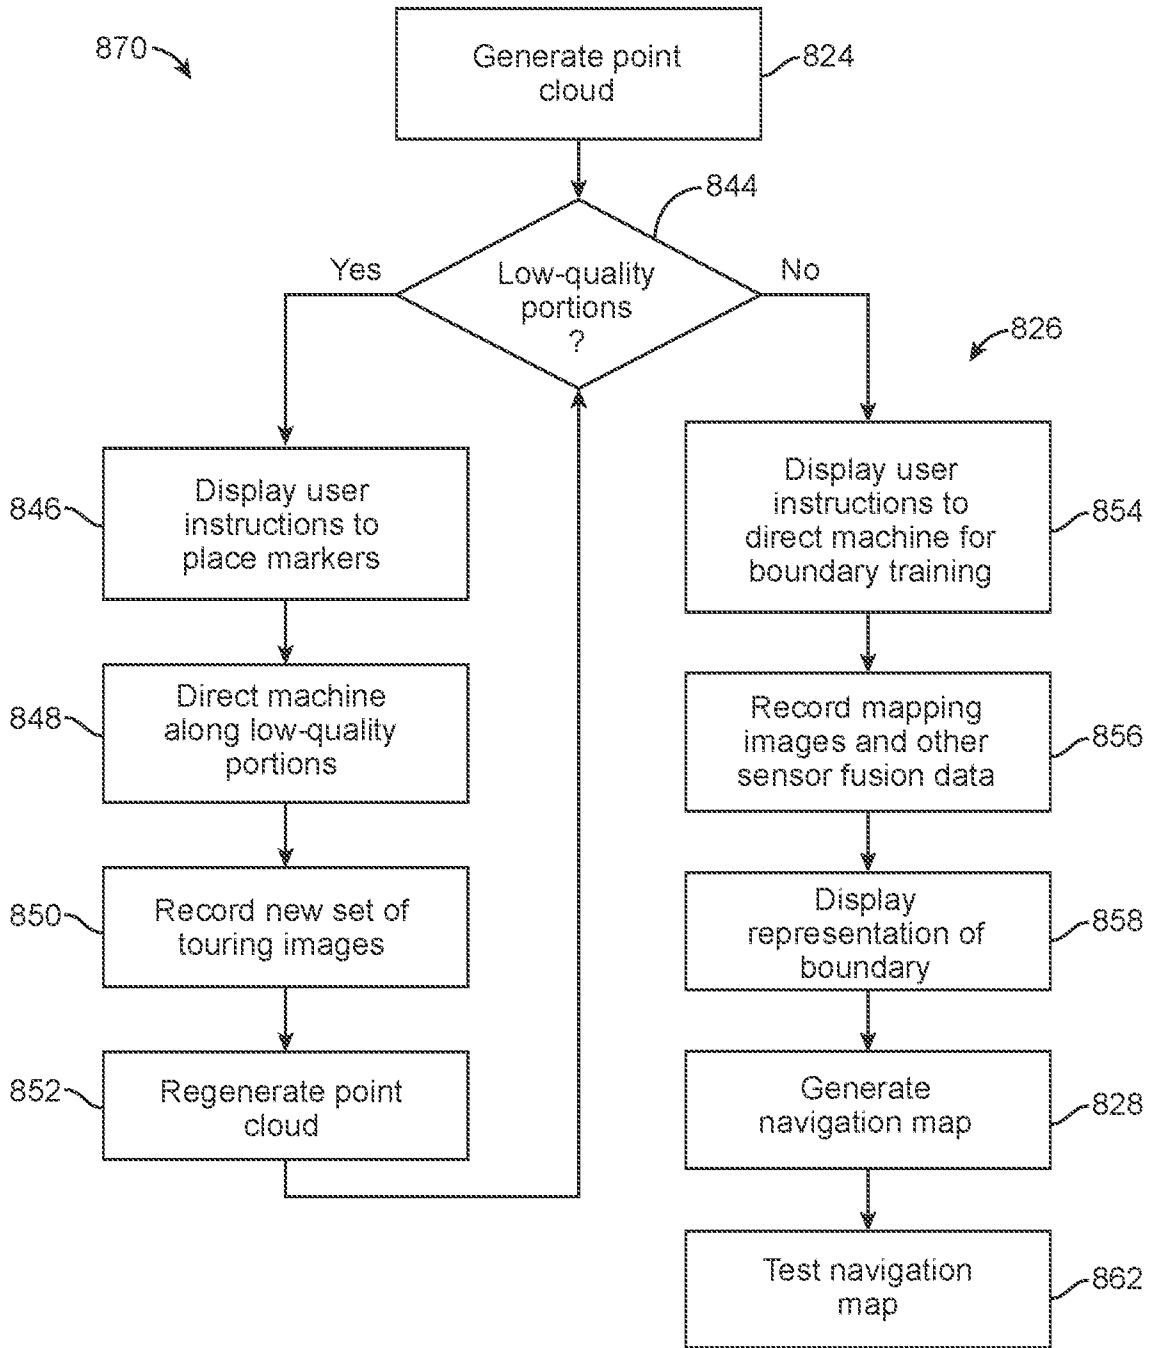 870
Generate point
cloud
824
844
Yes
Low-quality
portions
?
No
826
846
Display user
instructions to
place markers
848
Direct machine
along low-quality
portions
850
Record new set of
touring images
852
Regenerate point
cloud
Display user
instructions to
direct machine for
boundary training
854
Record mapping
images and other
sensor fusion data
856
Display
representation of
boundary
858
Generate
navigation map
828
Test navigation
map
862